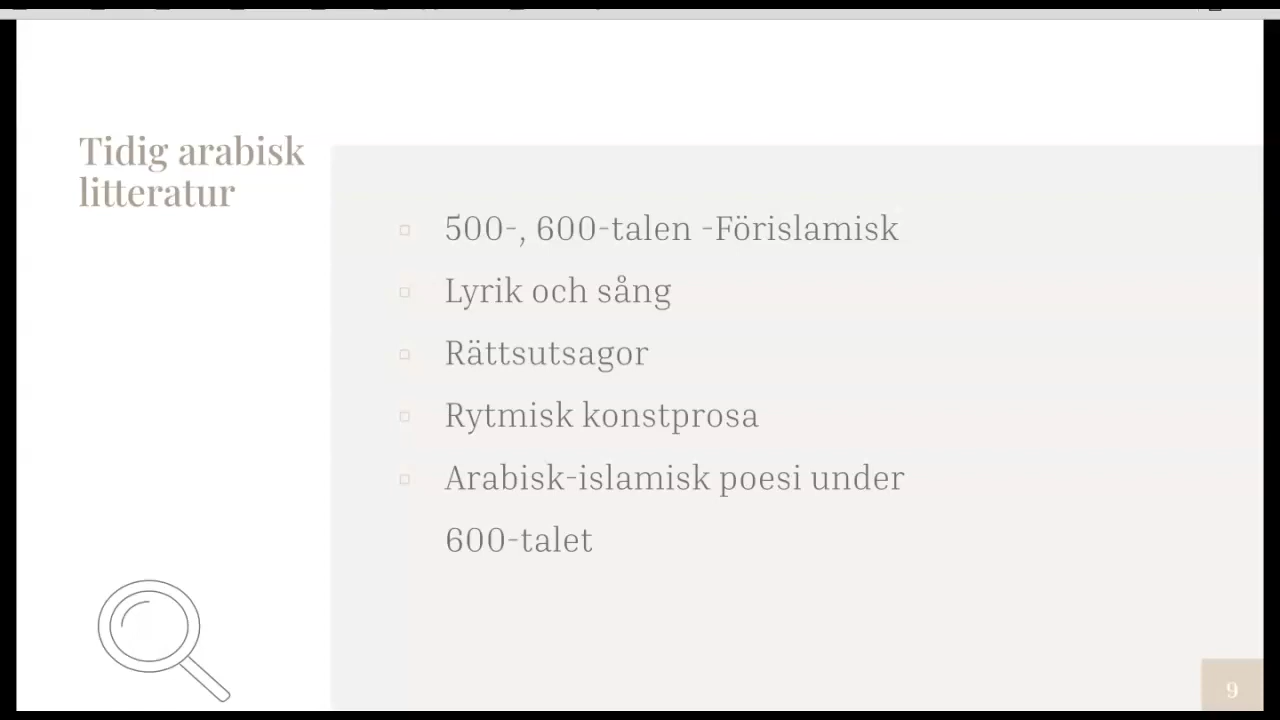 Tidig arabisk
litteratur
500-, 600-talen -Förislamisk
Lyrik och sång
Rättsutsagor
Rytmisk konstprosa
Arabisk-islamisk poesi under
600-talet
9